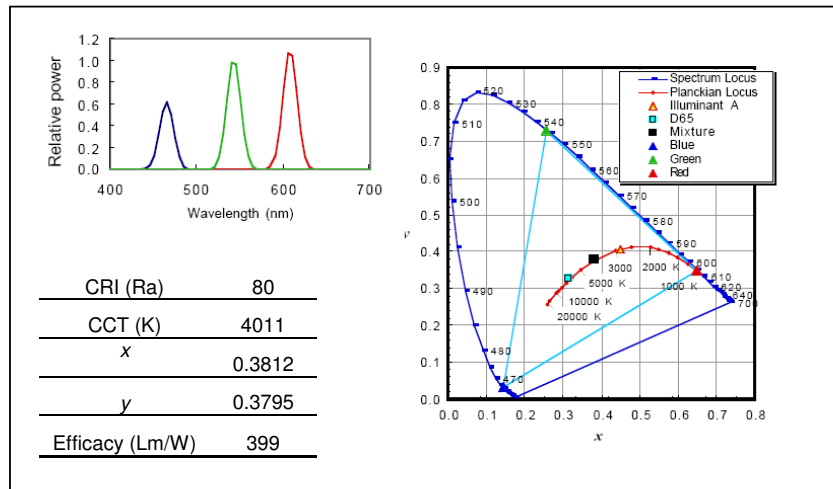 Relative power
1.2
1.0
0.8
0.6
0.4
0.2
0.0
400 500 600 700
Wavelength (nm)
CRI (Ra) 80
CCT (K) 4011
x 0.3812
y 0.3795
Efficacy (Lm/W) 399
0.9
0.8
0.7
0.6
0.5
0.4
0.3
0.2
0.1
0.0
y
0.0 0.1 0.2 0.3 0.4 0.5 0.6 0.7 0.8
x
Spectrum Locus
Planckian Locus
Illuminant A
D65
Mixture
Blue
Green
Red
520
530
510
540
550
560
570
500
580
590
600
610
620
640
700
490
480
470
3000
2000 K
1000 K
5000 K
10000 K
20000 K